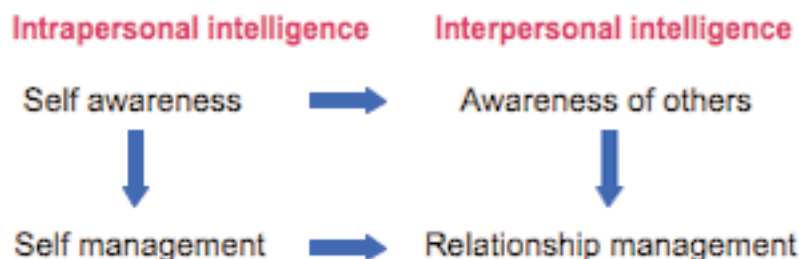 Intrapersonal intelligence Interpersonal intelligence
Self awareness Awareness of others
Self management Relationship management